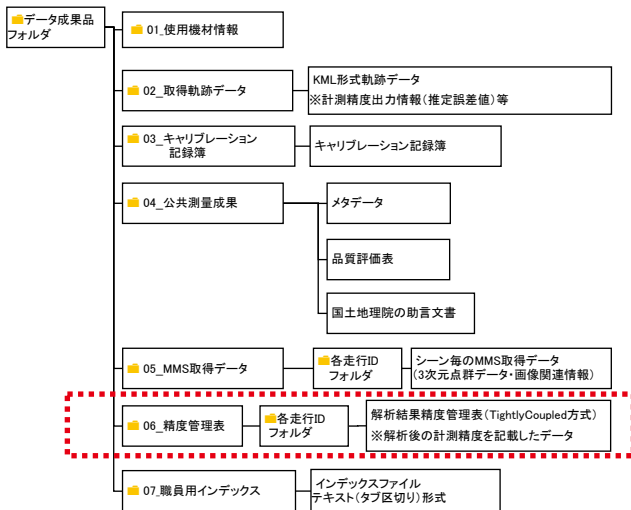 データ成果品
フォルダ
01_使用機材情報
02_取得軌跡データ
KML形式軌跡データ
※計測精度出力情報(推定誤差値)等
03_キャリブレーション
記録簿
キャリブレーション記録簿
04_公共測量成果
メタデータ
品質評価表
国土地理院の助言文書
05_MMS取得データ
各走行ID
フォルダ
シーン毎のMMS取得データ
(3次元点群データ・画像関連情報)
06_精度管理表
各走行ID
フォルダ
解析結果精度管理表(TightlyCoupled方式)
※解析後の計測精度を記載したデータ
07_職員用インデックス
インデックスファイル
テキスト(タブ区切り)形式